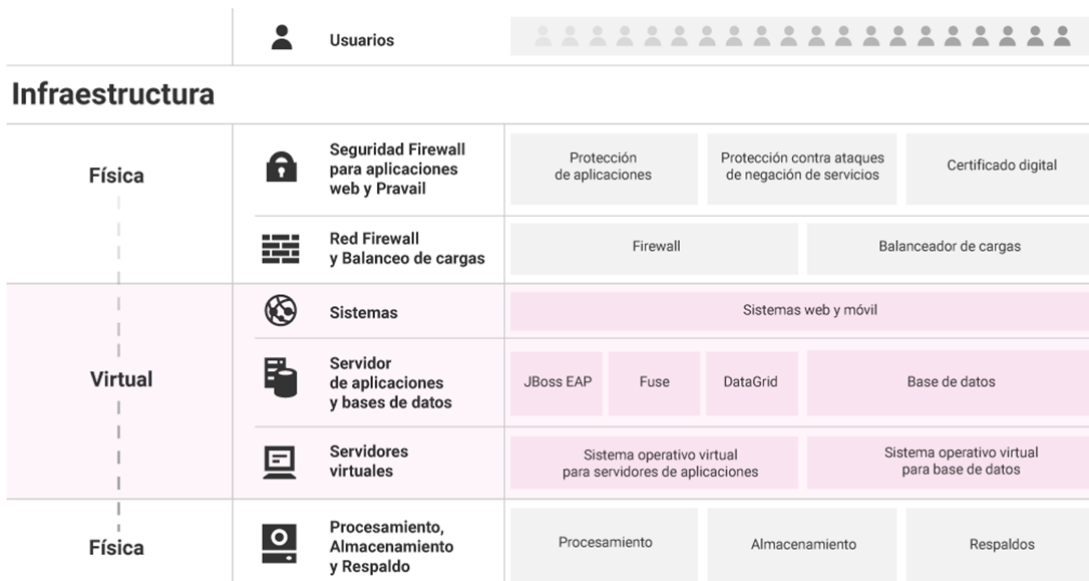 Usuarios
Infraestructura
Física
Seguridad Firewall
para aplicaciones
web y Pravail
Protección
de aplicaciones
Protección contra ataques
de negación de servicios
Certificado digital
Red Firewall
y Balanceo de cargas
Firewall
Balanceador de cargas
Virtual
Sistemas
Sistemas web y móvil
Servidor
de aplicaciones
y bases de datos
JBoss EAP
Fuse
DataGrid
Base de datos
Servidores
virtuales
Sistema operativo virtual
para servidores de aplicaciones
Sistema operativo virtual
para base de datos
Física
Procesamiento,
Almacenamiento
y Respaldo
Procesamiento
Almacenamiento
Respaldos